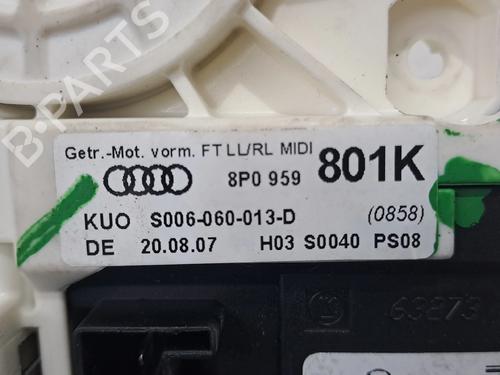 B-PARTS
Getr.-Mot. vorm. FT LL/RL MIDI
8P0 959 801K
KUO S006-060-013-D (0858)
DE 20.08.07 H03 S0040 PS08
63873